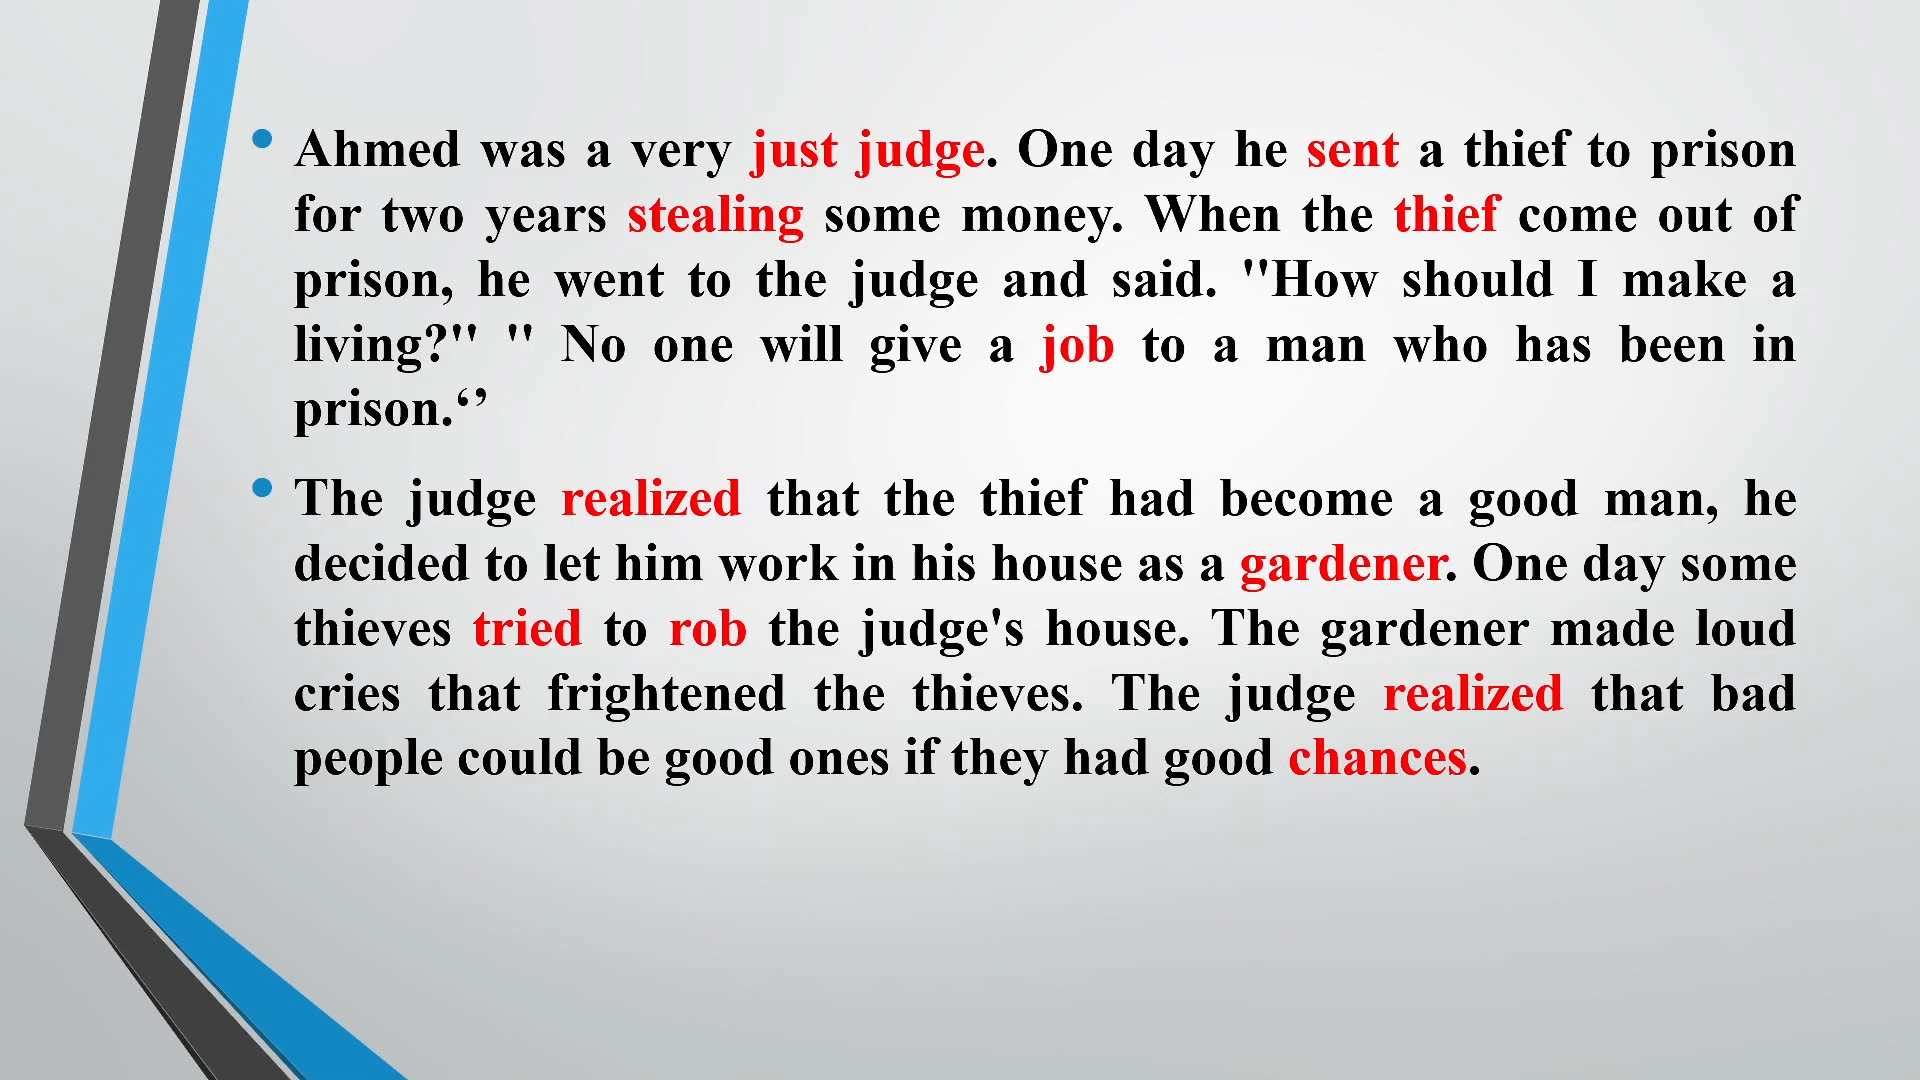 • Ahmed was a very just judge. One day he sent a thief to prison
for two years stealing some money. When the thief come out of
prison, he went to the judge and said. ''How should I make a
living?'' '' No one will give a job to a man who has been in
prison.‘’
• The judge realized that the thief had become a good man, he
decided to let him work in his house as a gardener. One day some
thieves tried to rob the judge's house. The gardener made loud
cries that frightened the thieves. The judge realized that bad
people could be good ones if they had good chances.